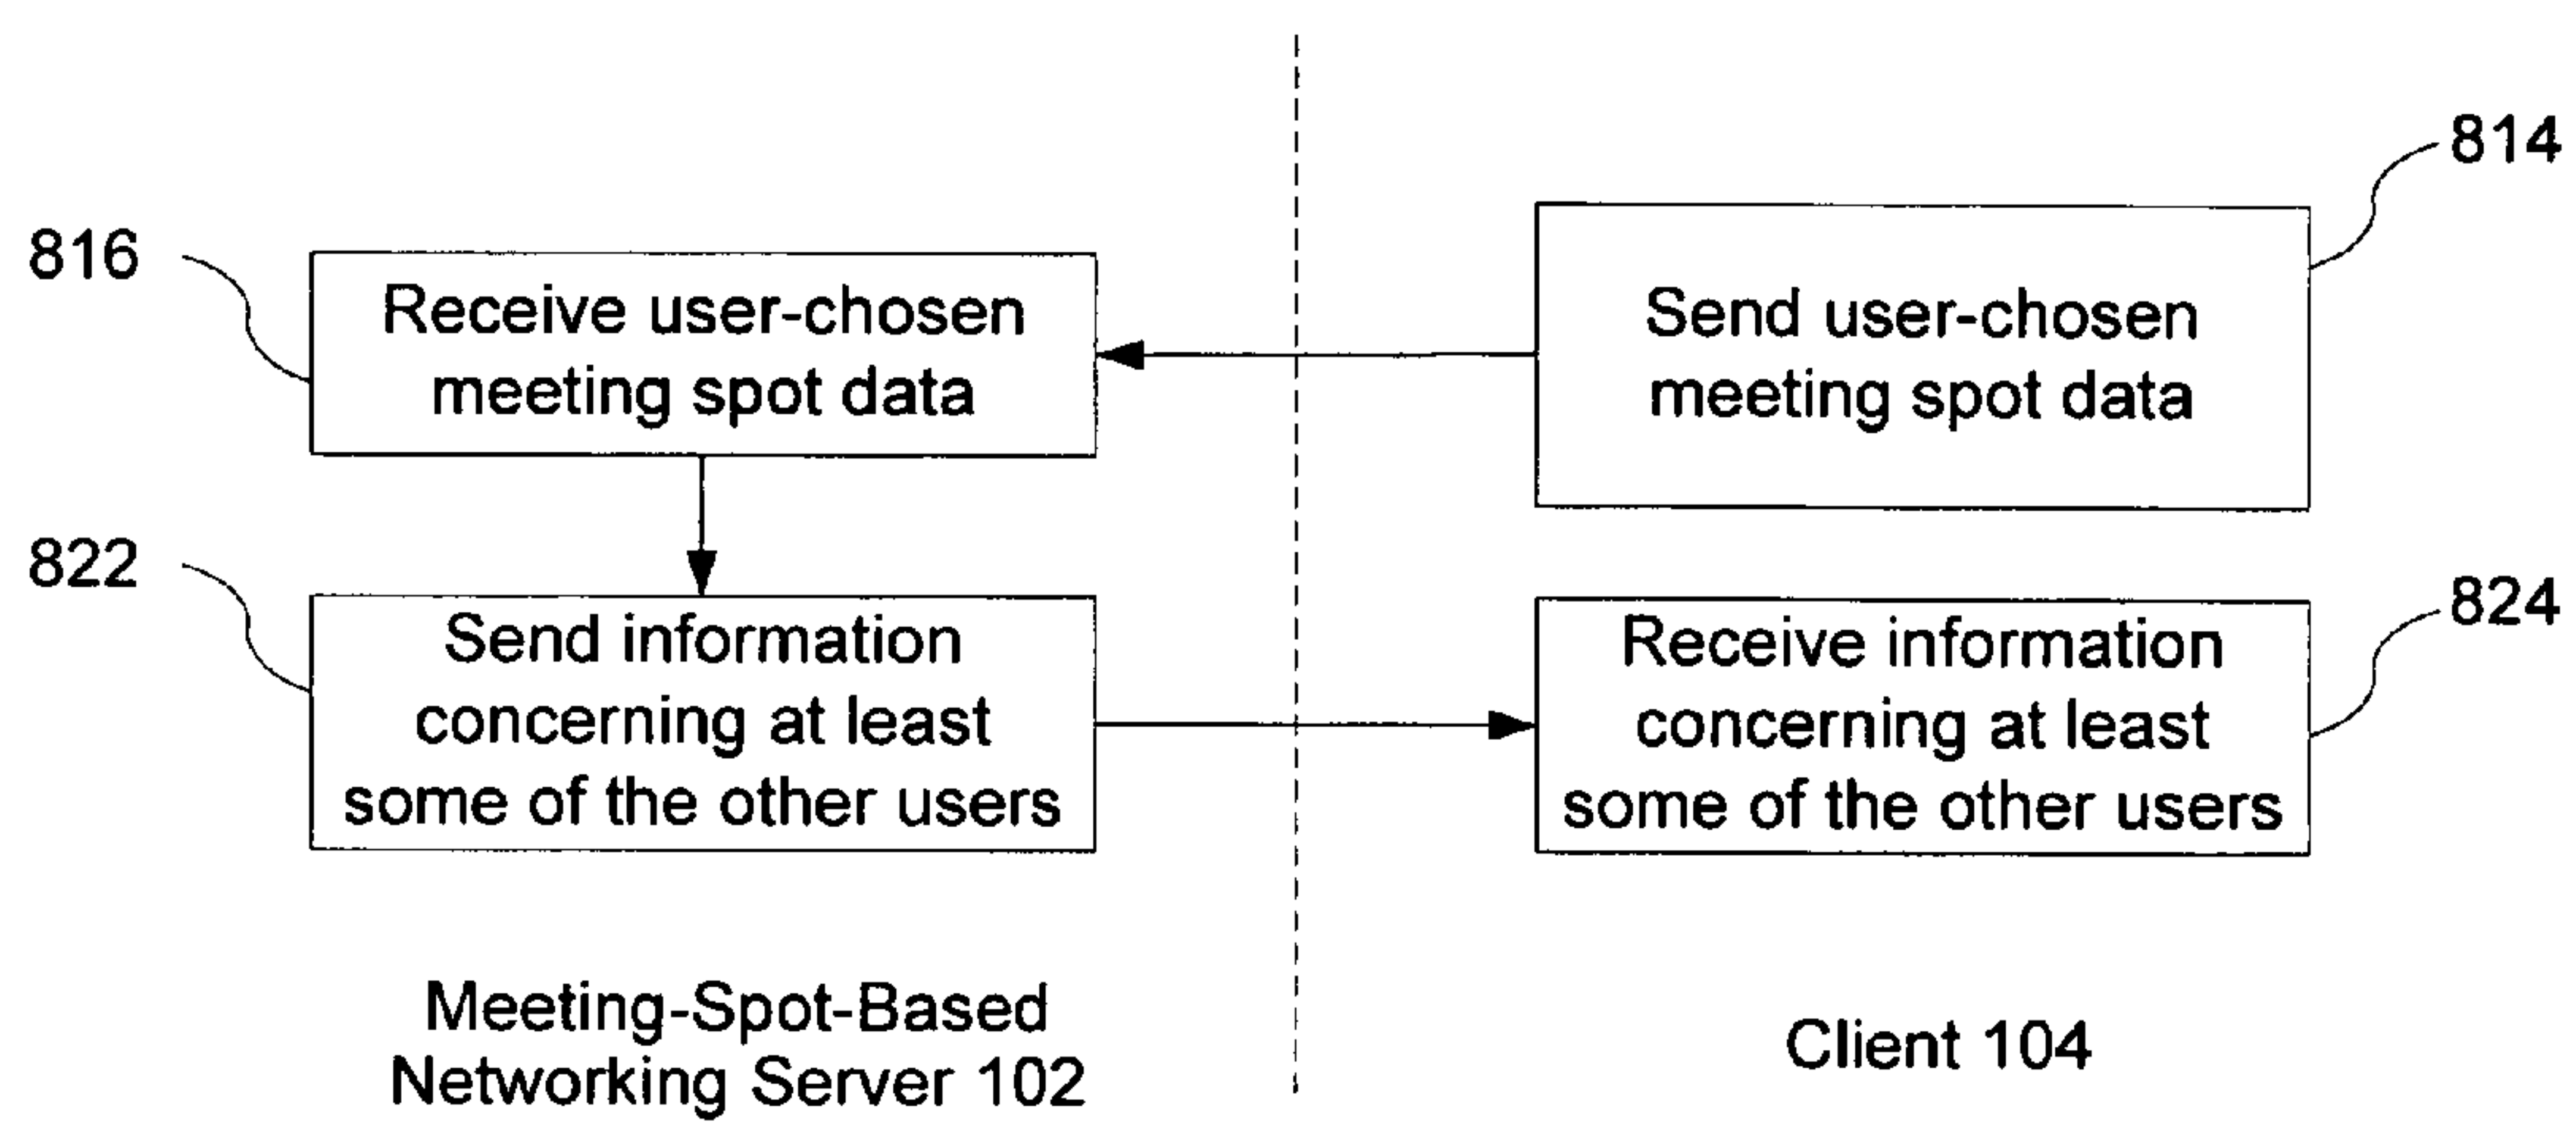 814
816
Receive user-chosen
meeting spot data
Send user-chosen
meeting spot data
822
824
Send information
concerning at least
some of the other users
Receive information
concerning at least
some of the other users
Meeting-Spot-Based
Networking Server 102
Client 104